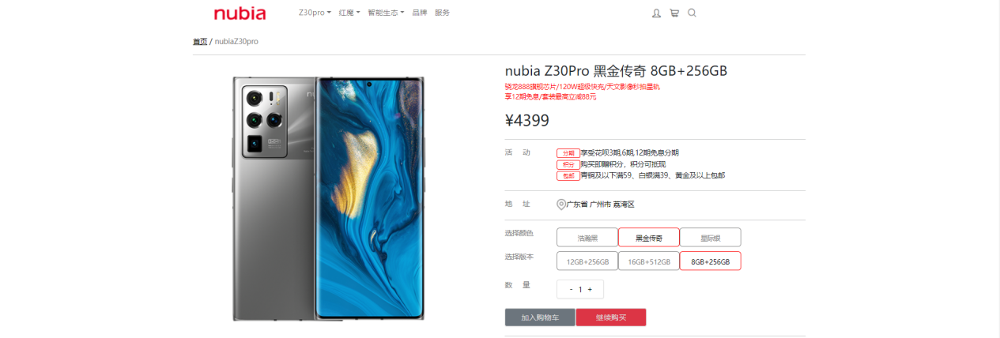 nubia Z30pro 红魔 智能生态 品牌 服务
首页 / nubiaZ30pro
nubia Z30Pro 黑金传奇 8GB+256GB
骁龙888旗舰芯片/120W超级快充/天文影像秒拍星轨
享12期免息/套装最高立减88元
¥4399
活 动 分期 享受花呗3期,6期,12期免息分期
积分 购买即赠积分，积分可抵现
包邮 青铜及以下满59、白银满39、黄金及以上包邮
地 址 广东省 广州市 荔湾区
选择颜色 浩瀚黑 黑金传奇 星际银
选择版本 12GB+256GB 16GB+512GB 8GB+256GB
数 量 - 1 +
加入购物车 继续购买